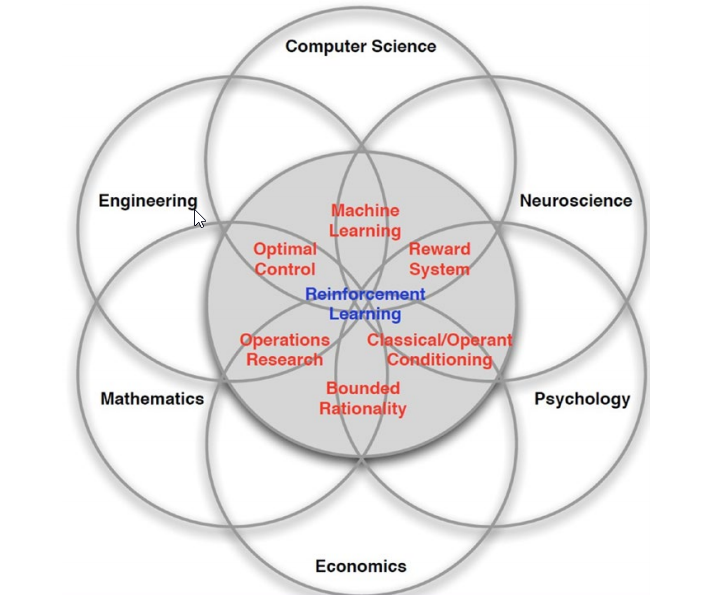 Computer Science
Engineering
Neuroscience
Machine
Learning
Optimal
Control
Reward
System
Reinforcement
Learning
Operations
Research
Classical/Operant
Conditioning
Bounded
Rationality
Mathematics
Psychology
Economics